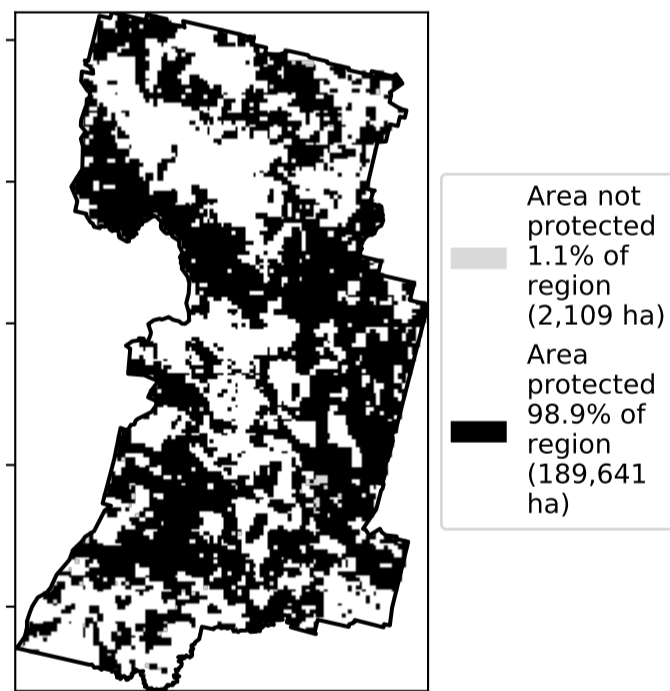 Area not
protected
1.1% of
region
(2,109 ha)
Area
protected
98.9% of
region
(189,641
ha)